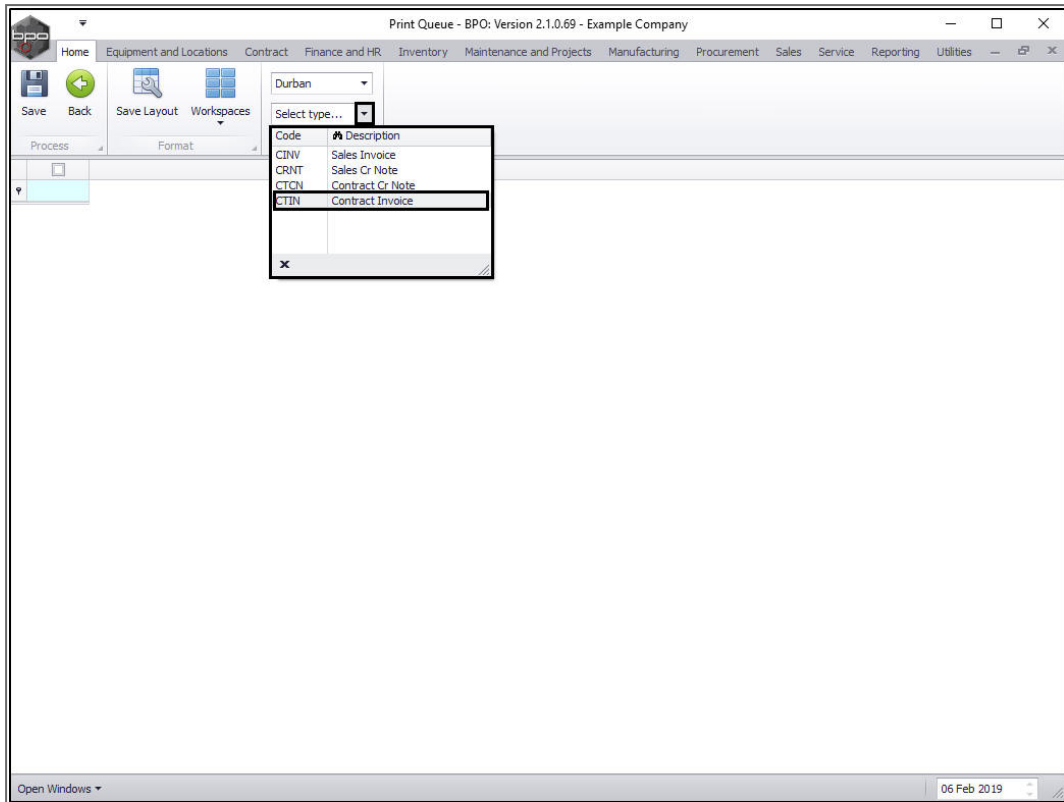 Print Queue - BPO: Version 2.1.0.69 - Example Company
bpo
Home Equipment and Locations Contract Finance and HR Inventory Maintenance and Projects Manufacturing Procurement Sales Service Reporting Utilities
Durban
Save Back Save Layout Workspaces Select type...
Process Format
Code Description
CINV Sales Invoice
CRNT Sales Cr Note
CTCN Contract Cr Note
CTIN Contract Invoice
Open Windows 06 Feb 2019